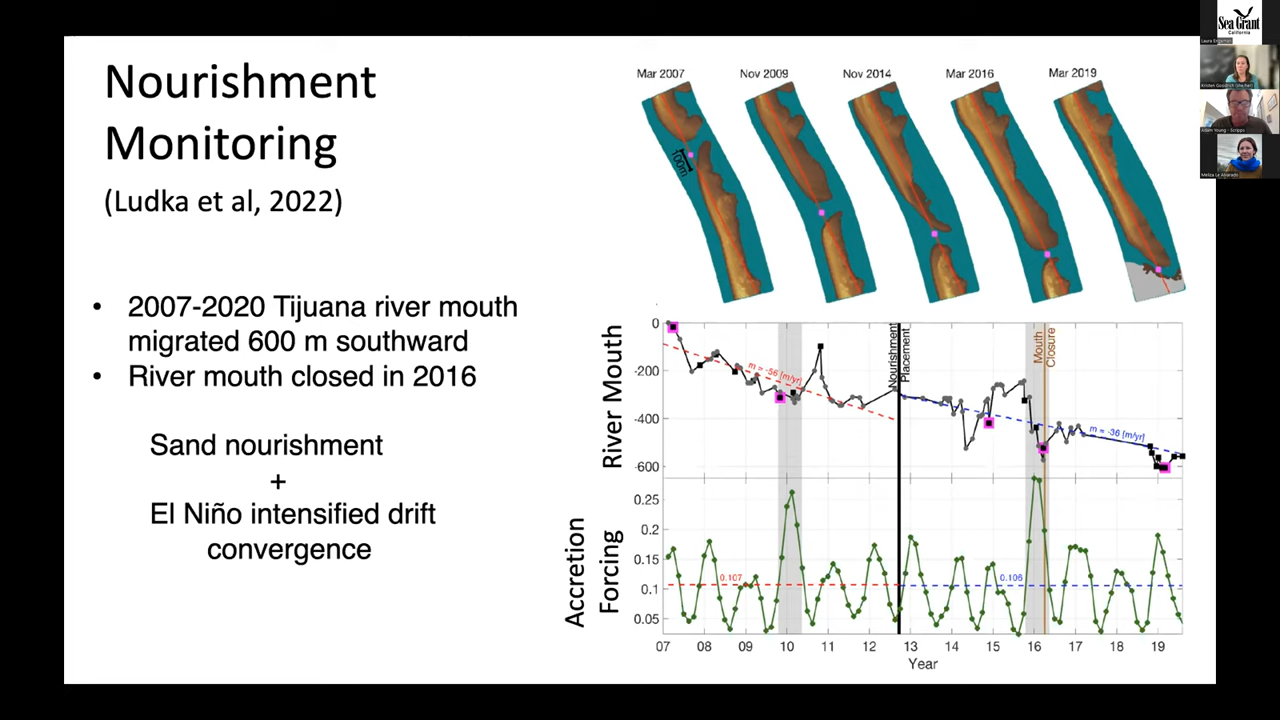 Nourishment
Monitoring
(Ludka et al, 2022)
• 2007-2020 Tijuana river mouth
migrated 600 m southward
• River mouth closed in 2016
Sand nourishment
+
El Niño intensified drift
convergence
Mar 2007
Nov 2009
Nov 2014
Mar 2016
Mar 2019
100m
River Mouth
0
-200
-400
-600
m = -56 [m/yr]
Nourishment
Placement
Mouth
Closure
m = -36 [m/yr]
Accretion
Forcing
0.25
0.2
0.15
0.1
0.05
0.107
0.106
07 08 09 10 11 12 14 15 16 17 18 19
Year
Sea Grant
California
Adam Young - Scripps